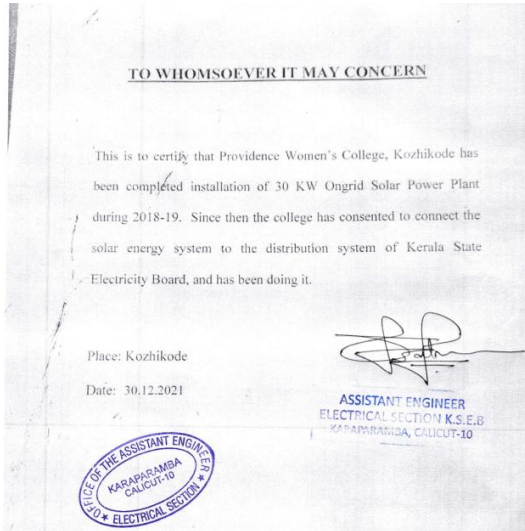 TO WHOMSOEVER IT MAY CONCERN
This is to certify that Providence Women's College, Kozhikode has
been completed installation of 30 KW Ongrid Solar Power Plant
during 2018-19. Since then the college has consented to connect the
solar energy system to the distribution system of Kerala State
Electricity Board, and has been doing it.
Place: Kozhikode
Date: 30.12.2021
ASSISTANT ENGINEER
ELECTRICAL SECTION K.S.E.B
KARAPARAMBA, CALICUT-10
OFFICE OF THE ASSISTANT ENGINEER
KARAPARAMBA
CALICUT-10
★ ELECTRICAL SECTION ★